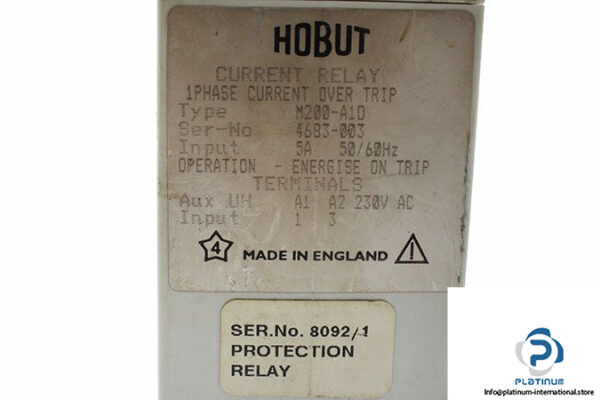 HOBUT
CURRENT RELAY
1PHASE CURRENT OVER TRIP
Type M200-A1D
Ser-No 4683-003
Input 5A 50/60Hz
OPERATION - ENERGISE ON TRIP
TERMINALS
Aux UH A1 A2 230V AC
Input 1 3
4 MADE IN ENGLAND !
SER.No. 8092/1
PROTECTION
RELAY
PLATINUM
Info@platinum-international.store